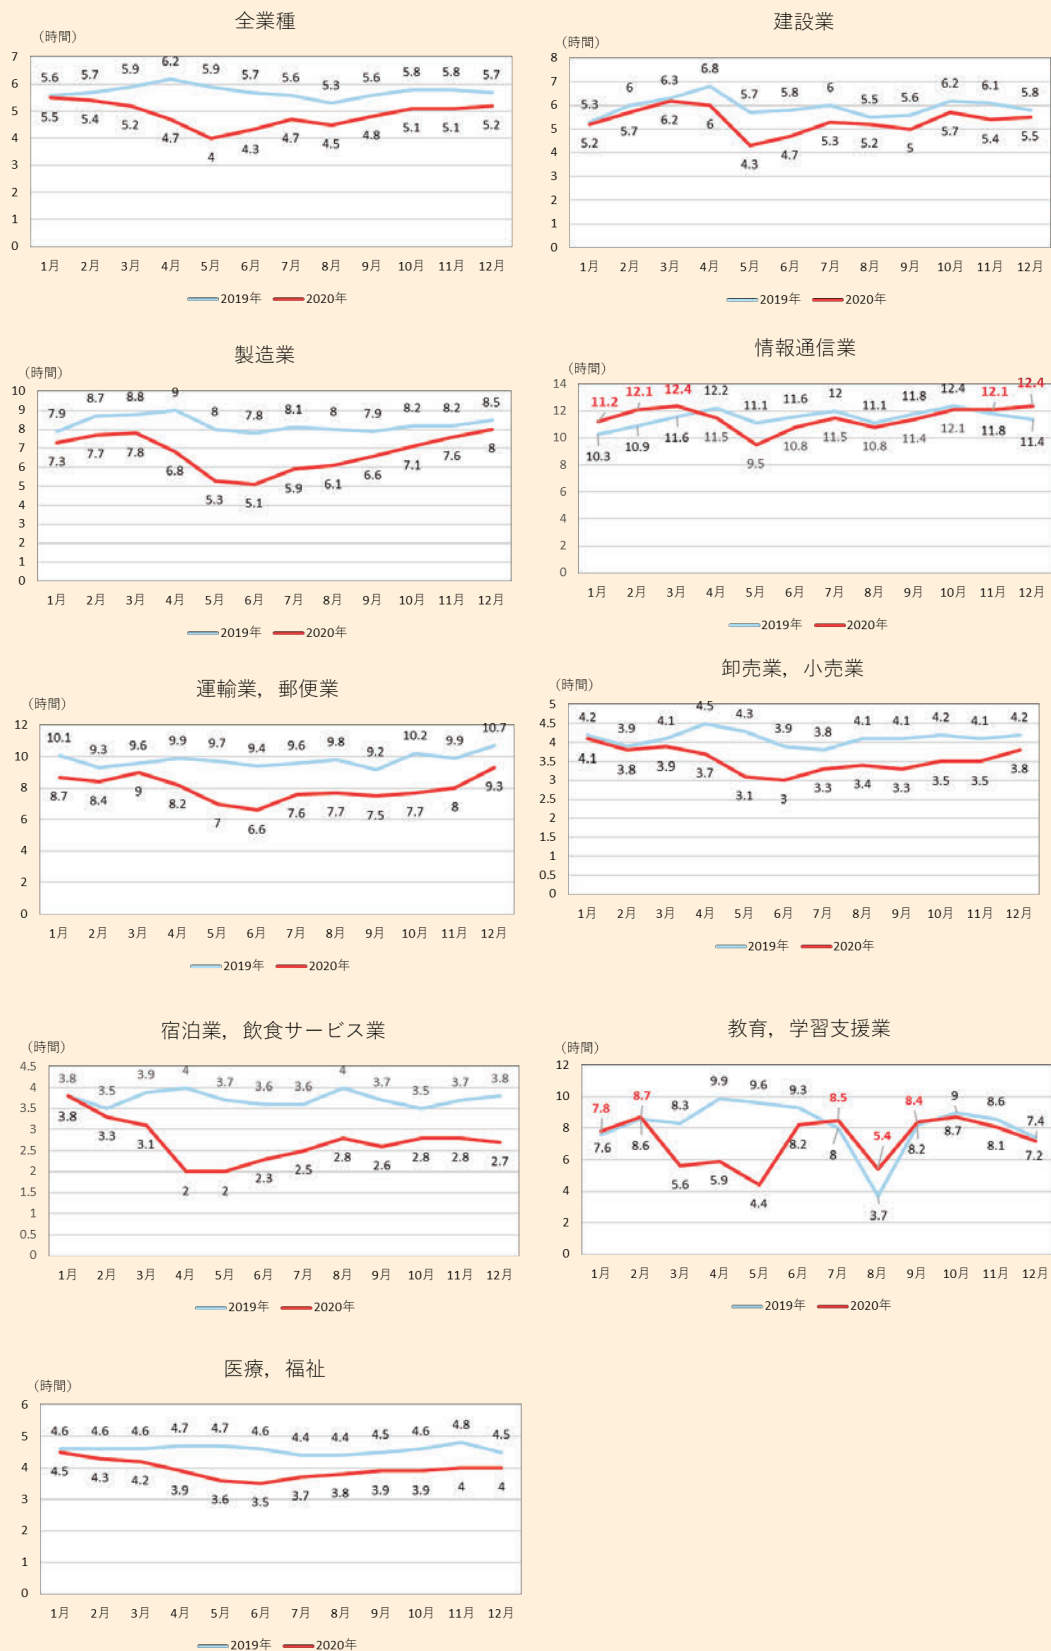 全業種
（時間）
7
6
5
4
3
2
1
0
5.6 5.7 5.9 6.2 5.9 5.7 5.6 5.3 5.6 5.8 5.8 5.7
5.5 5.4 5.2 4.7 4 4.3 4.7 4.5 4.8 5.1 5.1 5.2
1月 2月 3月 4月 5月 6月 7月 8月 9月 10月 11月 12月
2019年 2020年
建設業
（時間）
8
7
6
5
4
3
2
1
0
5.3 6 6.3 6.8 5.7 5.8 6 5.5 5.6 6.2 6.1 5.8
5.2 5.7 6.2 6 4.3 4.7 5.3 5.2 5 5.7 5.4 5.5
1月 2月 3月 4月 5月 6月 7月 8月 9月 10月 11月 12月
2019年 2020年
製造業
（時間）
10
9
8
7
6
5
4
3
2
1
0
7.9 8.7 8.8 9 8 7.8 8.1 8 7.9 8.2 8.2 8.5
7.3 7.7 7.8 6.8 5.3 5.1 5.9 6.1 6.6 7.1 7.6 8
1月 2月 3月 4月 5月 6月 7月 8月 9月 10月 11月 12月
2019年 2020年
情報通信業
（時間）
14
12
10
8
6
4
2
0
11.2 12.1 12.4 12.2 11.1 11.6 12 11.1 11.8 12.4 12.1 12.4
10.3 10.9 11.6 11.5 9.5 10.8 11.5 10.8 11.4 12.1 11.8 11.4
1月 2月 3月 4月 5月 6月 7月 8月 9月 10月 11月 12月
2019年 2020年
運輸業，郵便業
（時間）
12
10
8
6
4
2
0
10.1 9.3 9.6 9.9 9.7 9.4 9.6 9.8 9.2 10.2 9.9 10.7
8.7 8.4 9 8.2 7 6.6 7.6 7.7 7.5 7.7 8 9.3
1月 2月 3月 4月 5月 6月 7月 8月 9月 10月 11月 12月
2019年 2020年
卸売業，小売業
（時間）
5
4.5
4
3.5
3
2.5
2
1.5
1
0.5
0
4.2 3.9 4.1 4.5 4.3 3.9 3.8 4.1 4.1 4.2 4.1 4.2
4.1 3.8 3.9 3.7 3.1 3 3.3 3.4 3.3 3.5 3.5 3.8
1月 2月 3月 4月 5月 6月 7月 8月 9月 10月 11月 12月
2019年 2020年
宿泊業，飲食サービス業
（時間）
4.5
4
3.5
3
2.5
2
1.5
1
0.5
0
3.8 3.5 3.9 4 3.7 3.6 3.6 4 3.7 3.5 3.7 3.8
3.8 3.3 3.1 2 2 2.3 2.5 2.8 2.6 2.8 2.8 2.7
1月 2月 3月 4月 5月 6月 7月 8月 9月 10月 11月 12月
2019年 2020年
教育，学習支援業
（時間）
12
10
8
6
4
2
0
7.8 8.7 8.3 9.9 9.6 9.3 8.5 5.4 8.4 9 8.6 7.4
7.6 8.6 5.6 5.9 4.4 8.2 8 3.7 8.2 8.7 8.1 7.2
1月 2月 3月 4月 5月 6月 7月 8月 9月 10月 11月 12月
2019年 2020年
医療，福祉
（時間）
6
5
4
3
2
1
0
4.6 4.6 4.6 4.7 4.7 4.6 4.4 4.4 4.5 4.6 4.8 4.5
4.5 4.3 4.2 3.9 3.6 3.5 3.7 3.8 3.9 3.9 4 4
1月 2月 3月 4月 5月 6月 7月 8月 9月 10月 11月 12月
2019年 2020年